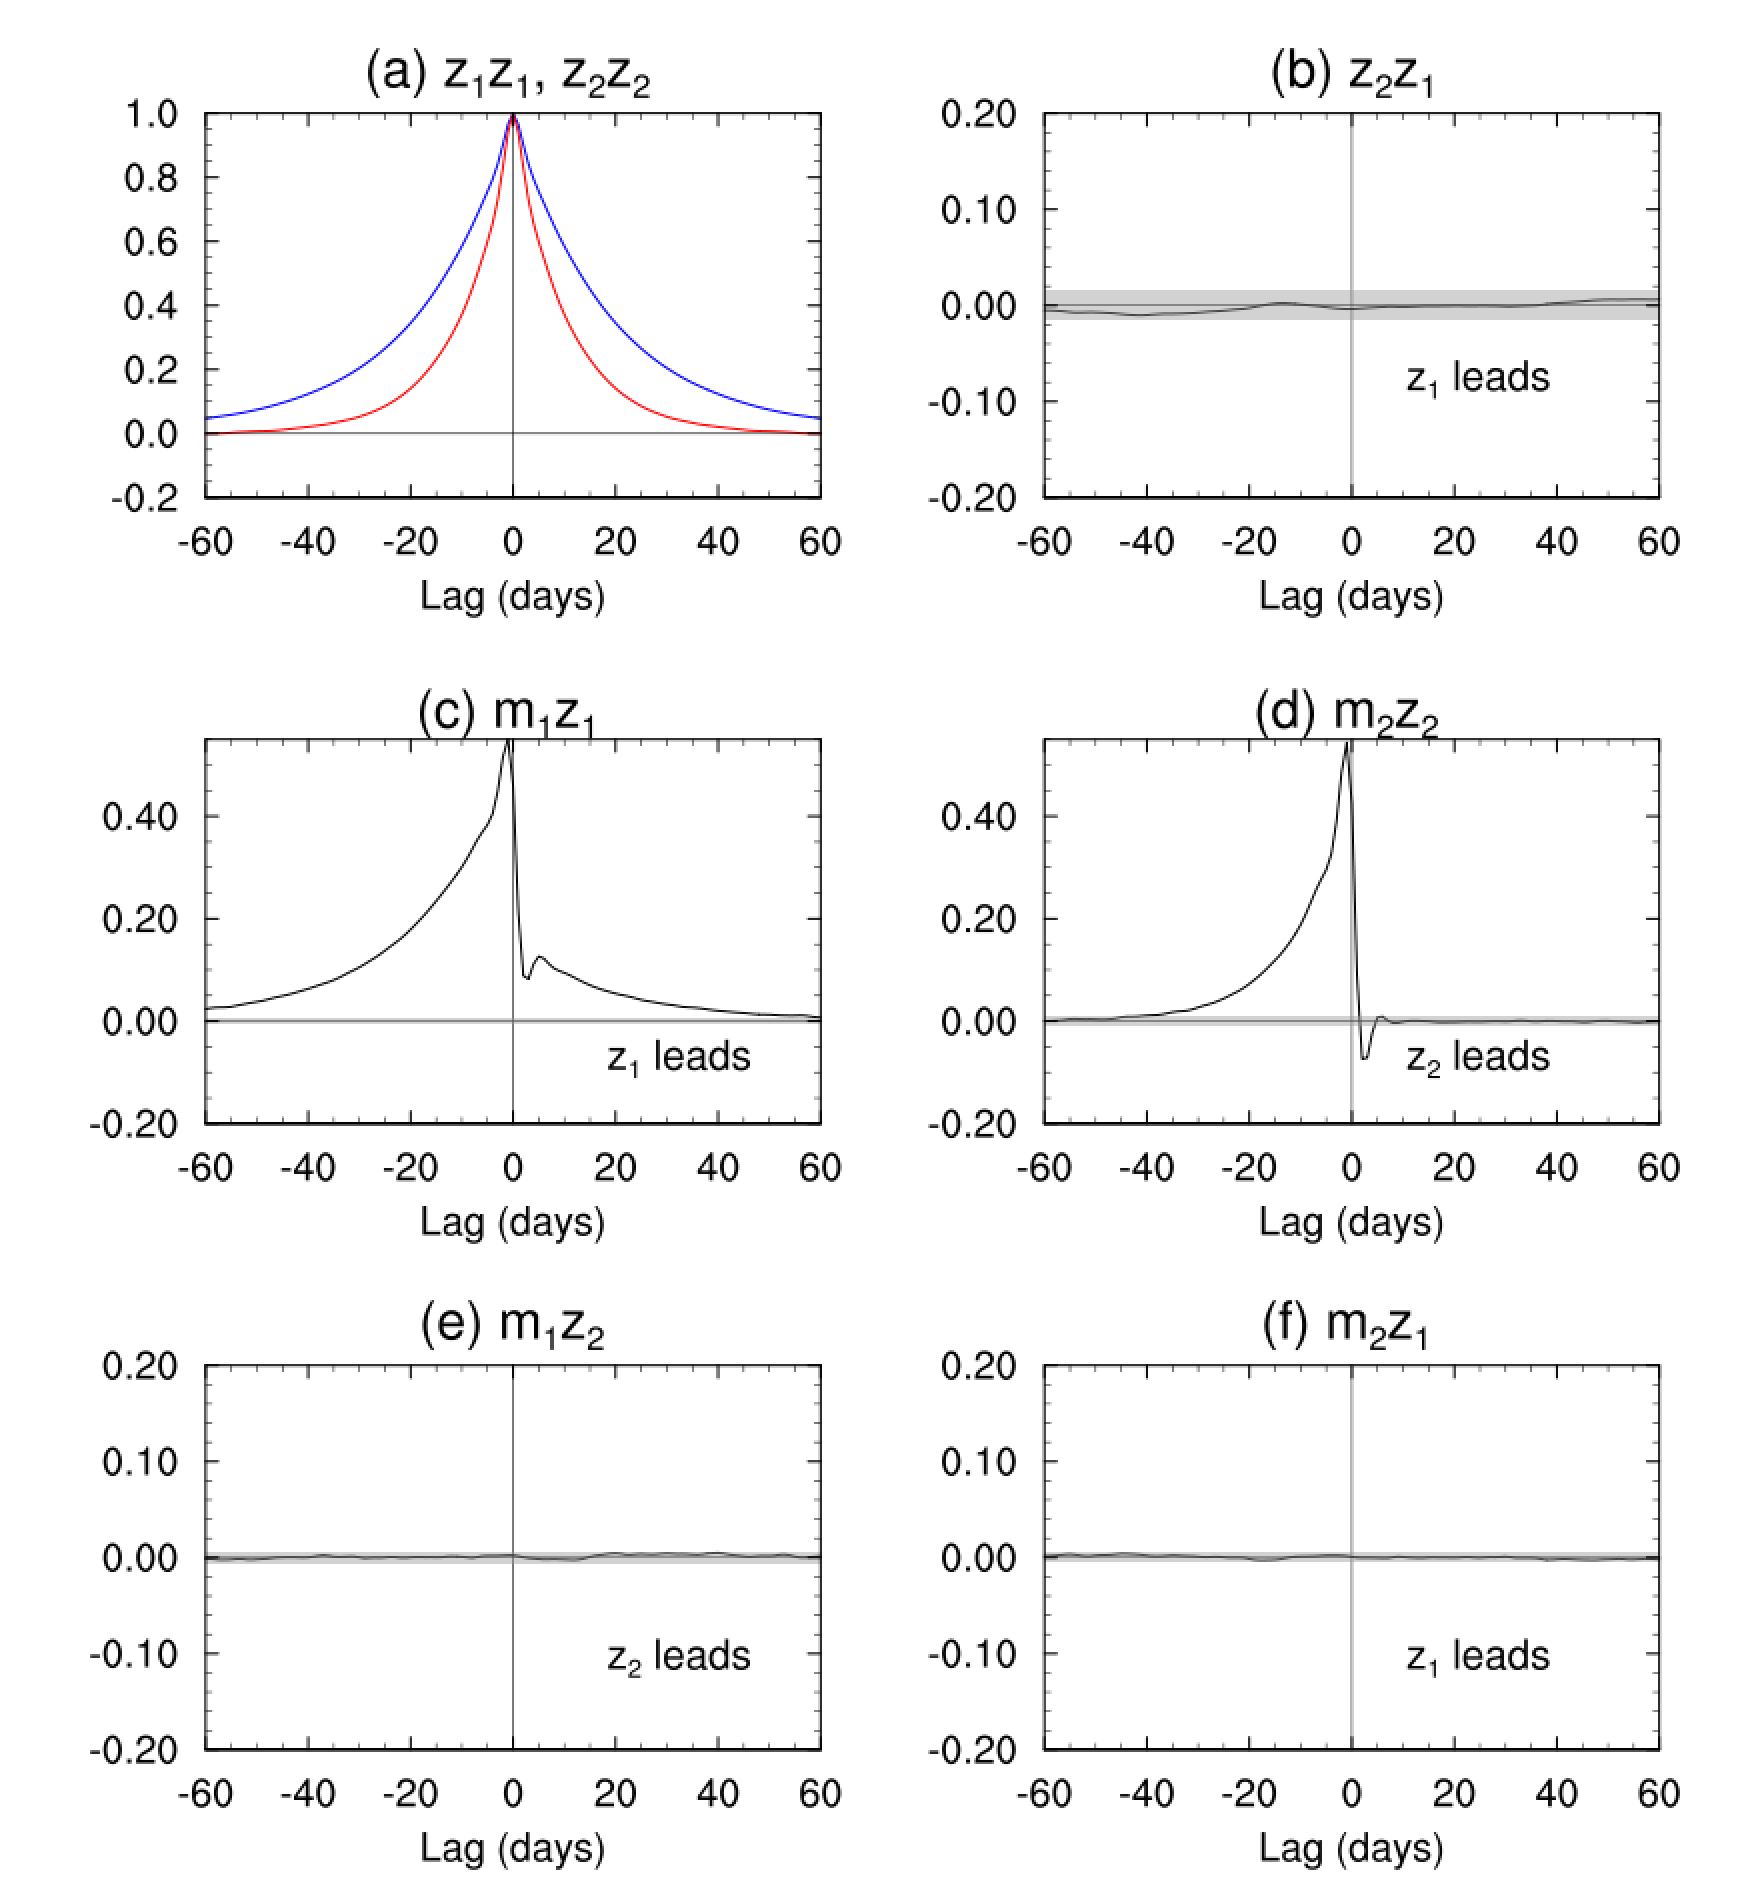 (a) z₁z₁, z₂z₂
1.0
0.8
0.6
0.4
0.2
0.0
-0.2
-60 -40 -20 0 20 40 60
Lag (days)
(b) z₂z₁
0.20
0.10
0.00
-0.10
-0.20
z₁ leads
-60 -40 -20 0 20 40 60
Lag (days)
(c) m₁z₁
0.40
0.20
0.00
-0.20
z₁ leads
-60 -40 -20 0 20 40 60
Lag (days)
(d) m₂z₂
0.40
0.20
0.00
-0.20
z₂ leads
-60 -40 -20 0 20 40 60
Lag (days)
(e) m₁z₂
0.20
0.10
0.00
-0.10
-0.20
z₂ leads
-60 -40 -20 0 20 40 60
Lag (days)
(f) m₂z₁
0.20
0.10
0.00
-0.10
-0.20
z₁ leads
-60 -40 -20 0 20 40 60
Lag (days)